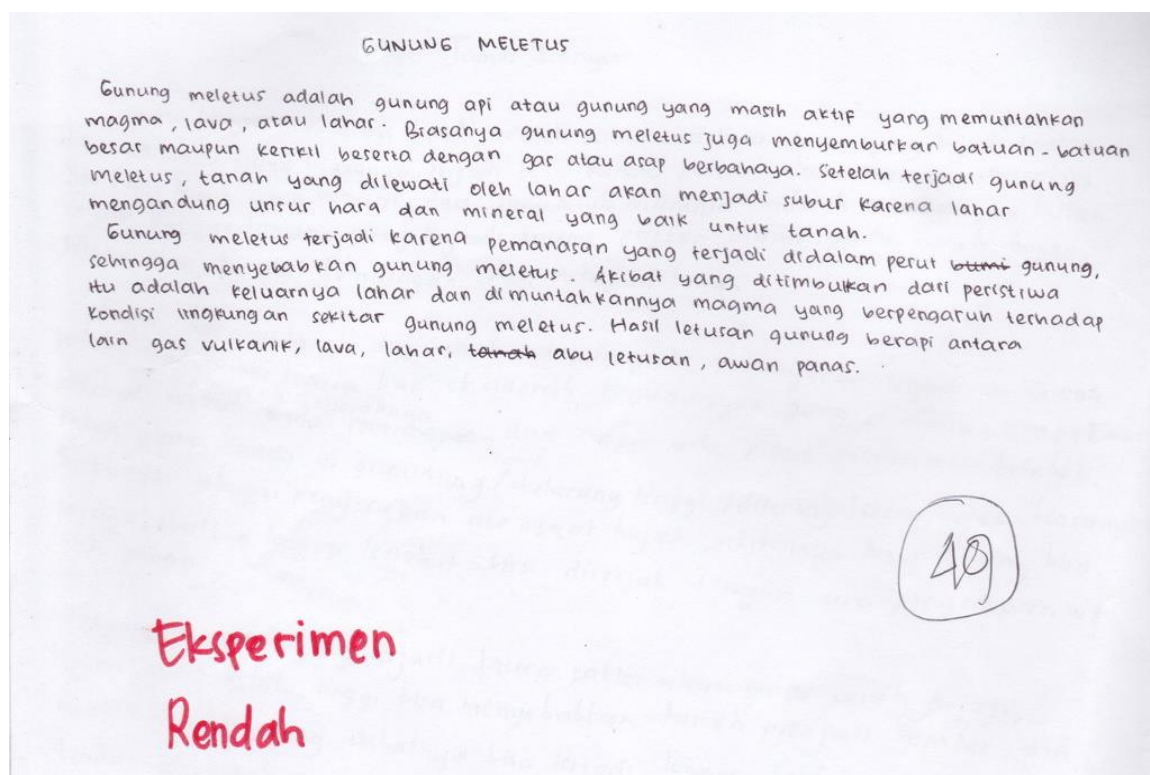 GUNUNG MELETUS
Gunung meletus adalah gunung api atau gunung yang masih aktif yang memuntahkan
magma, lava, atau lahar. Biasanya gunung meletus juga menyemburkan batuan-batuan
besar maupun kerikil beserta dengan gas atau asap berbahaya. Setelah terjadi gunung
meletus, tanah yang dilewati oleh lahar akan menjadi subur karena lahar
mengandung unsur hara dan mineral yang baik untuk tanah.
Gunung meletus terjadi karena pemanasan yang terjadi didalam perut bumi gunung,
sehingga menyebabkan gunung meletus. Akibat yang ditimbulkan dari peristiwa
itu adalah keluarnya lahar dan dimuntahkannya magma yang berpengaruh terhadap
kondisi lingkungan sekitar gunung meletus. Hasil letusan gunung berapi antara
lain gas vulkanik, lava, lahar, tanah abu letusan, awan panas.
49
Eksperimen
Rendah